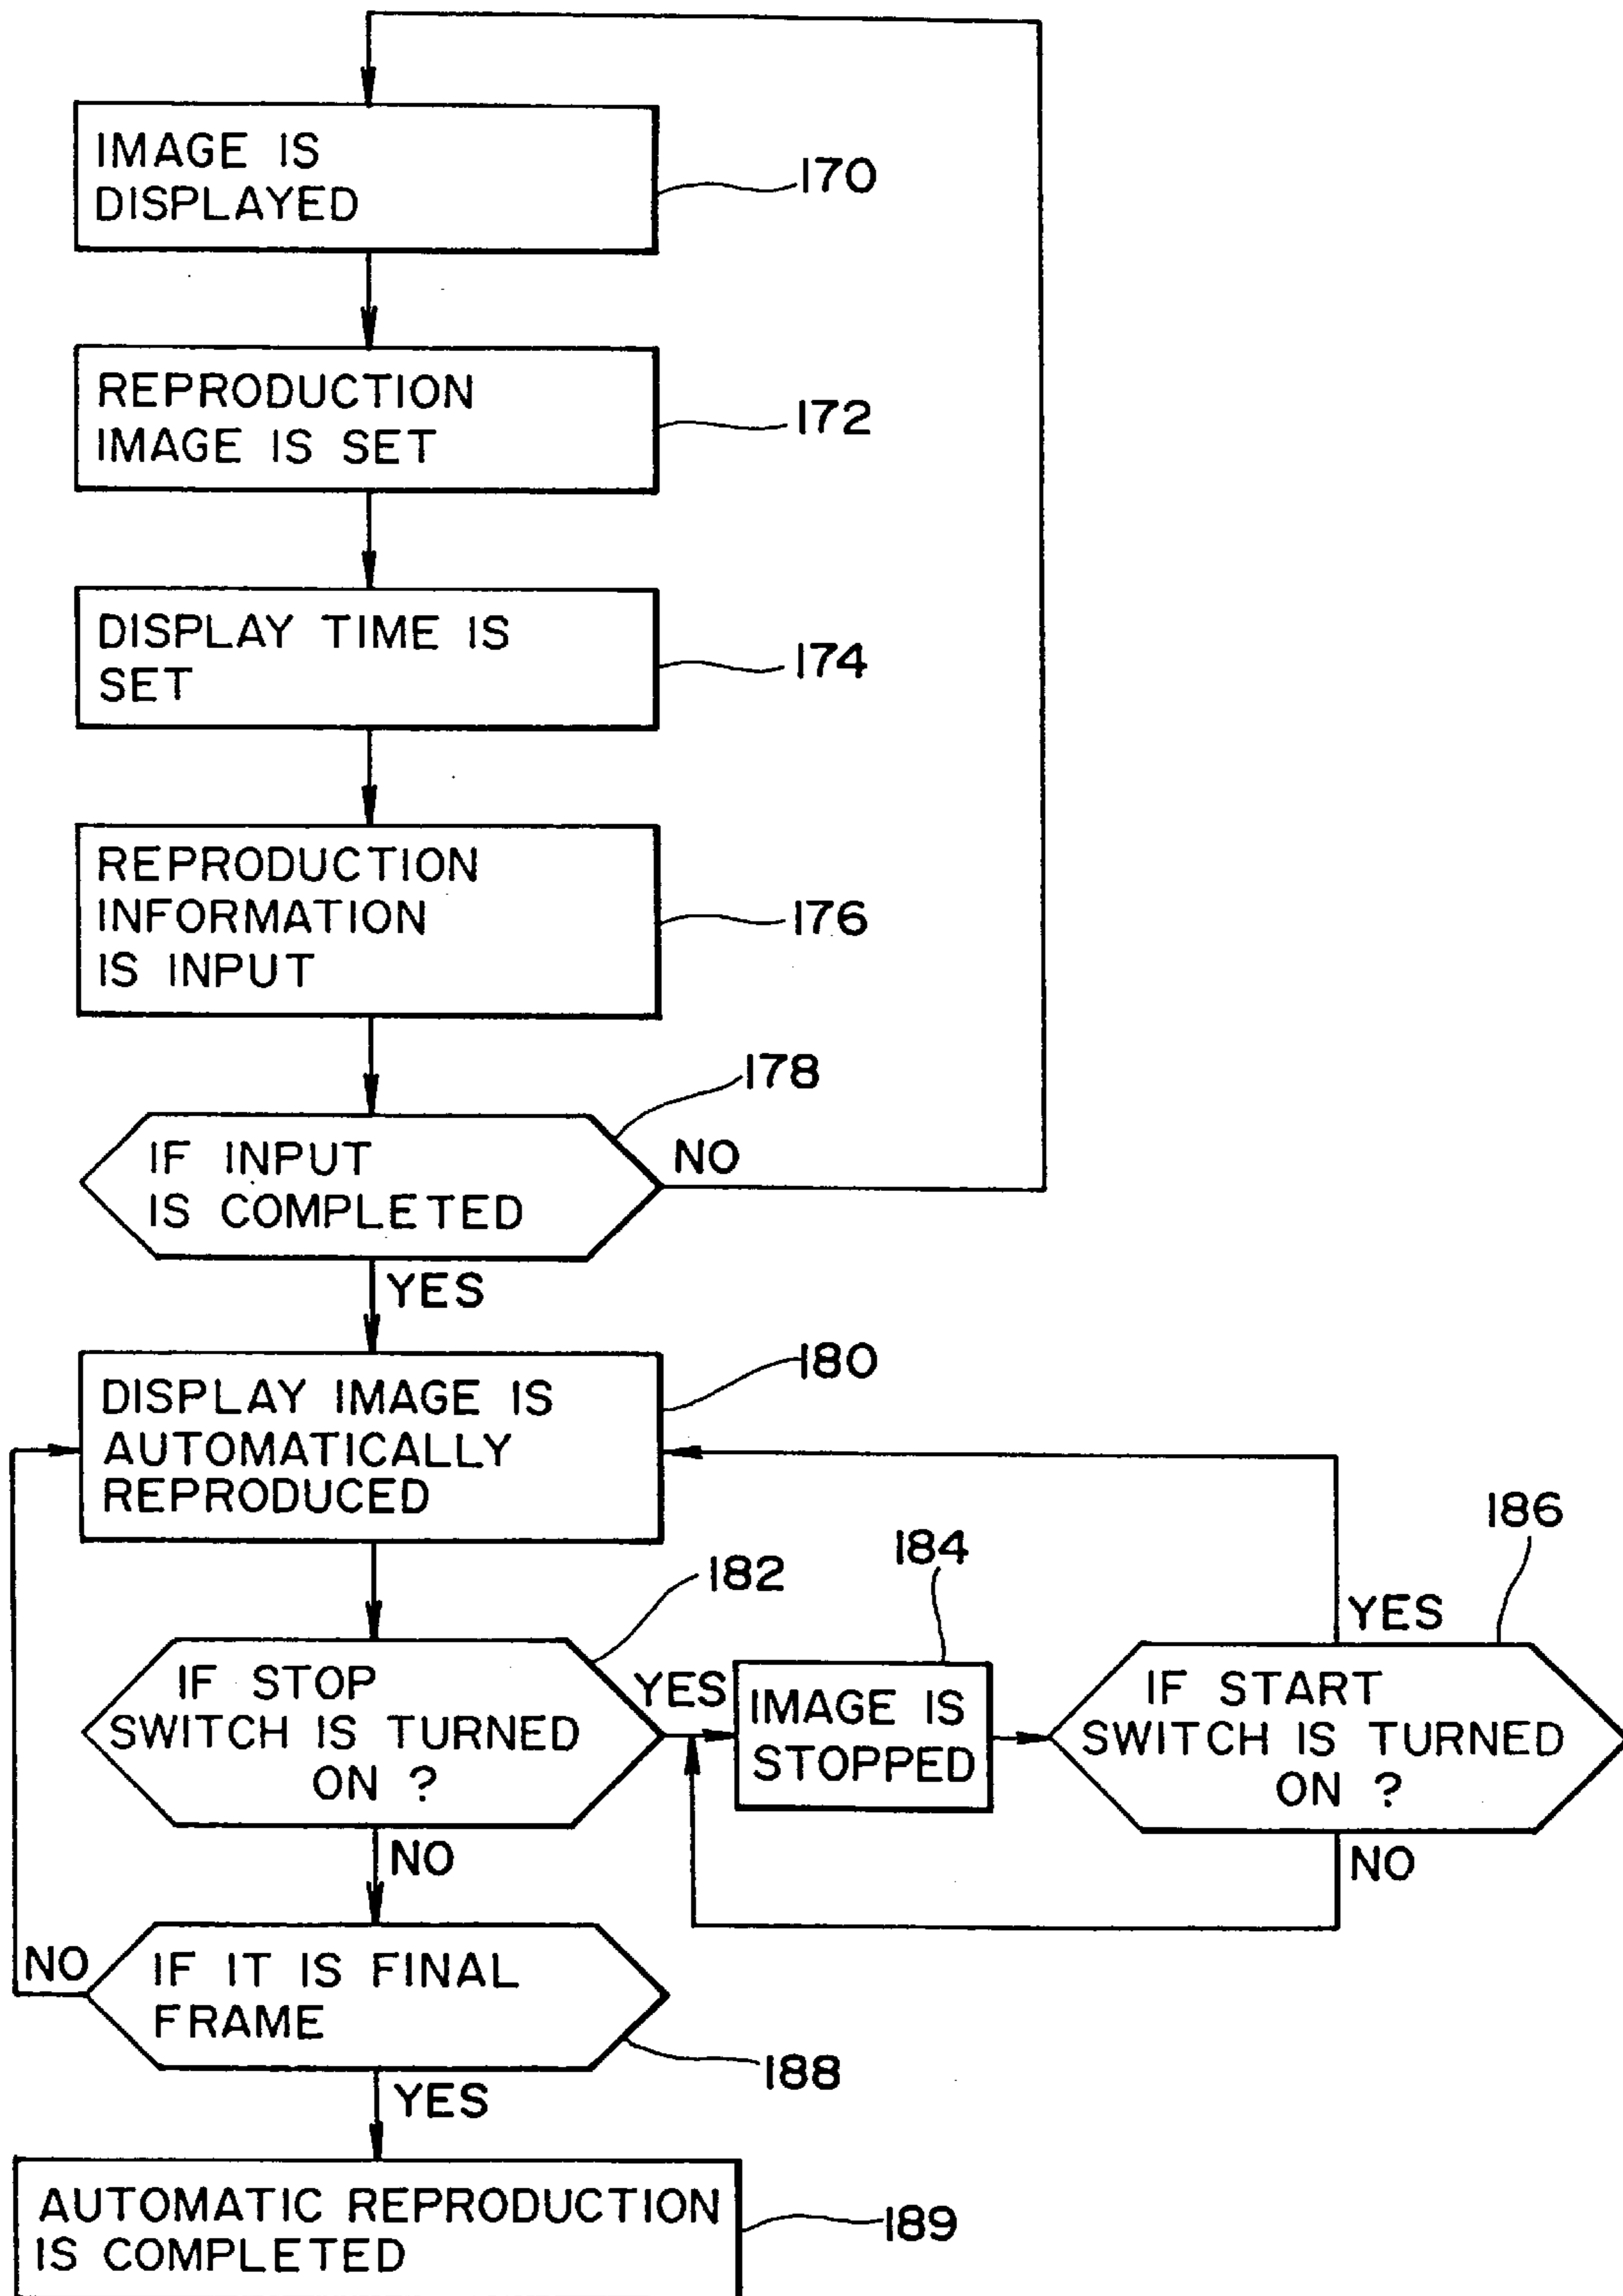 IMAGE IS
DISPLAYED
170
REPRODUCTION
IMAGE IS SET
172
DISPLAY TIME IS
SET
174
REPRODUCTION
INFORMATION
IS INPUT
176
178
IF INPUT
IS COMPLETED
NO
YES
180
DISPLAY IMAGE IS
AUTOMATICALLY
REPRODUCED
182
IF STOP
SWITCH IS TURNED
ON ?
YES
184
IMAGE IS
STOPPED
186
YES
IF START
SWITCH IS TURNED
ON ?
NO
NO
NO
IF IT IS FINAL
FRAME
188
YES
AUTOMATIC REPRODUCTION
IS COMPLETED
189